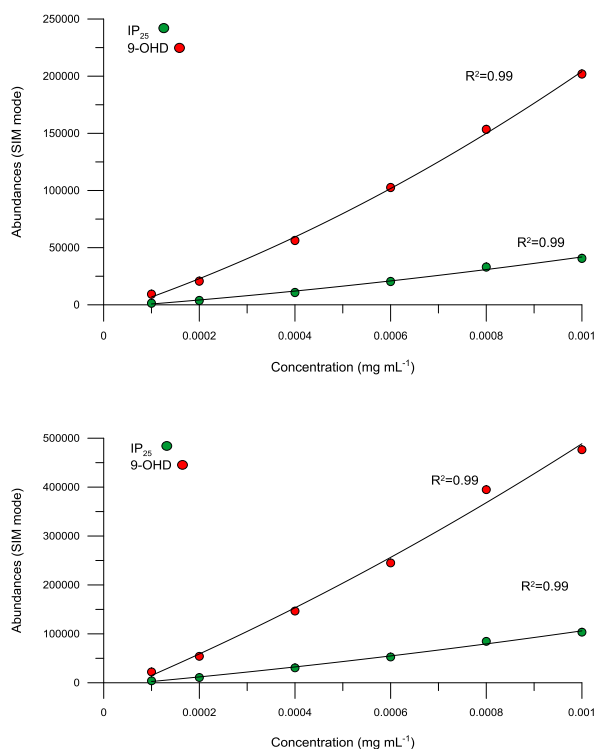 250000
IP25
9-OHD
R2=0.99
200000
150000
Abundances (SIM mode)
100000
50000
R2=0.99
0
0 0.0002 0.0004 0.0006 0.0008 0.001
Concentration (mg mL-1)
500000
IP25
9-OHD
R2=0.99
400000
300000
Abundances (SIM mode)
200000
R2=0.99
100000
0
0 0.0002 0.0004 0.0006 0.0008 0.001
Concentration (mg mL-1)